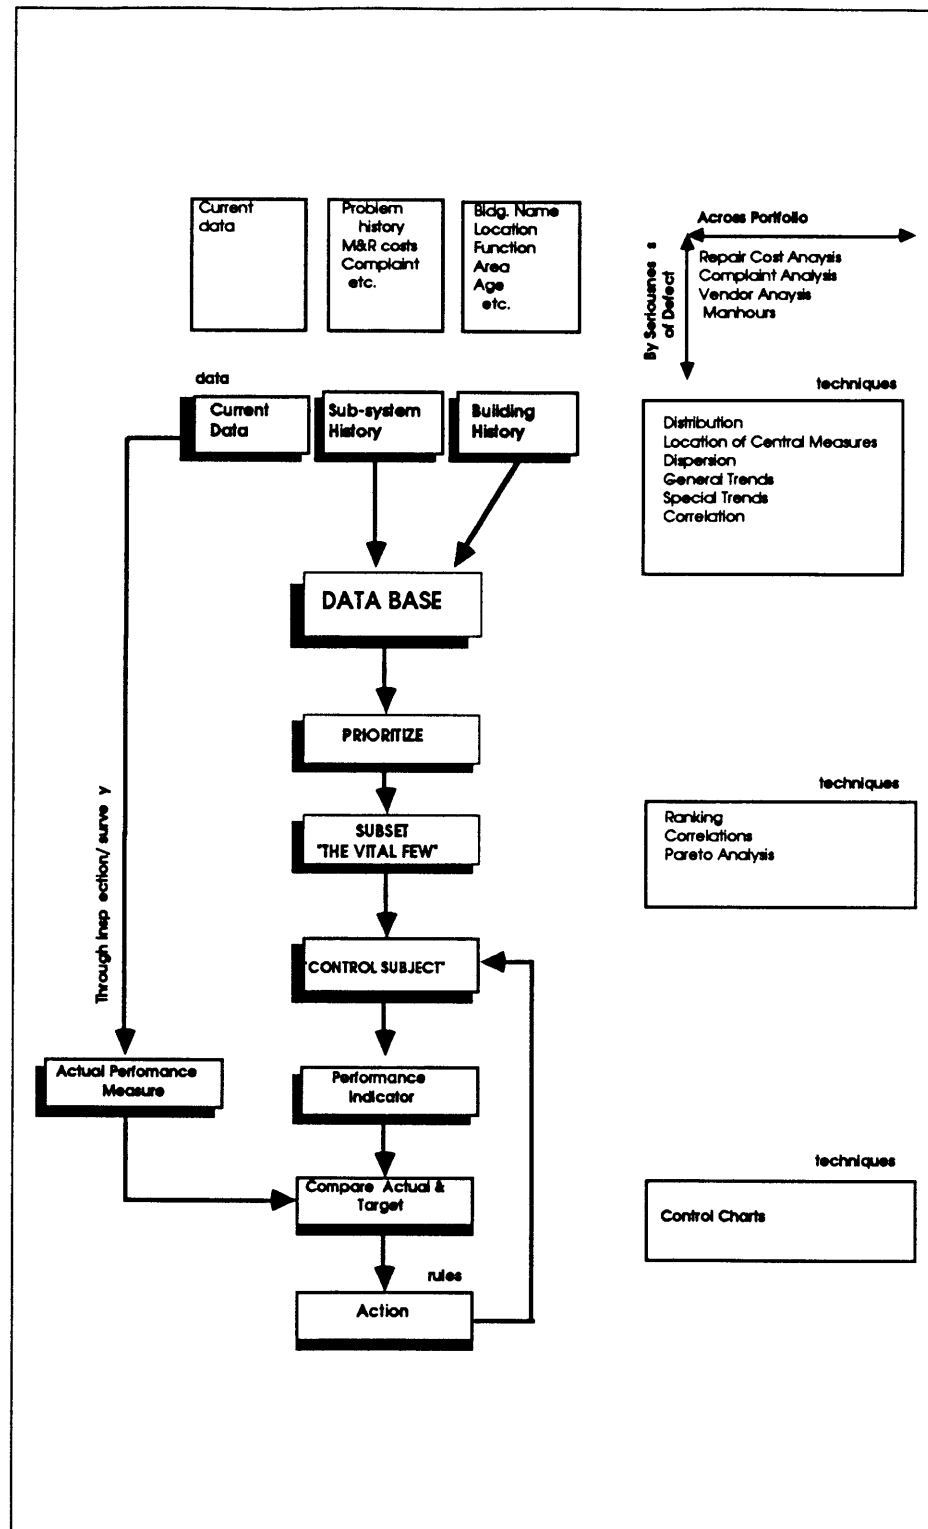 Current
data
Problem
history
M&R costs
Complaint
etc.
Bldg. Name
Location
Function
Area
Age
etc.
Across Portfolio
By Seriousnes s
of Defect
Repair Cost Anaysis
Complaint Analysis
Vendor Anaysis
Manhours
data
Current
Data
Sub-system
History
Building
History
techniques
Distribution
Location of Central Measures
Dispersion
General Trends
Special Trends
Correlation
DATA BASE
PRIORITIZE
SUBSET
"THE VITAL FEW"
techniques
Ranking
Correlations
Pareto Analysis
Through Insp ection/ surve y
"CONTROL SUBJECT"
Actual Perfomance
Measure
Performance
Indicator
Compare Actual &
Target
techniques
Control Charts
rules
Action